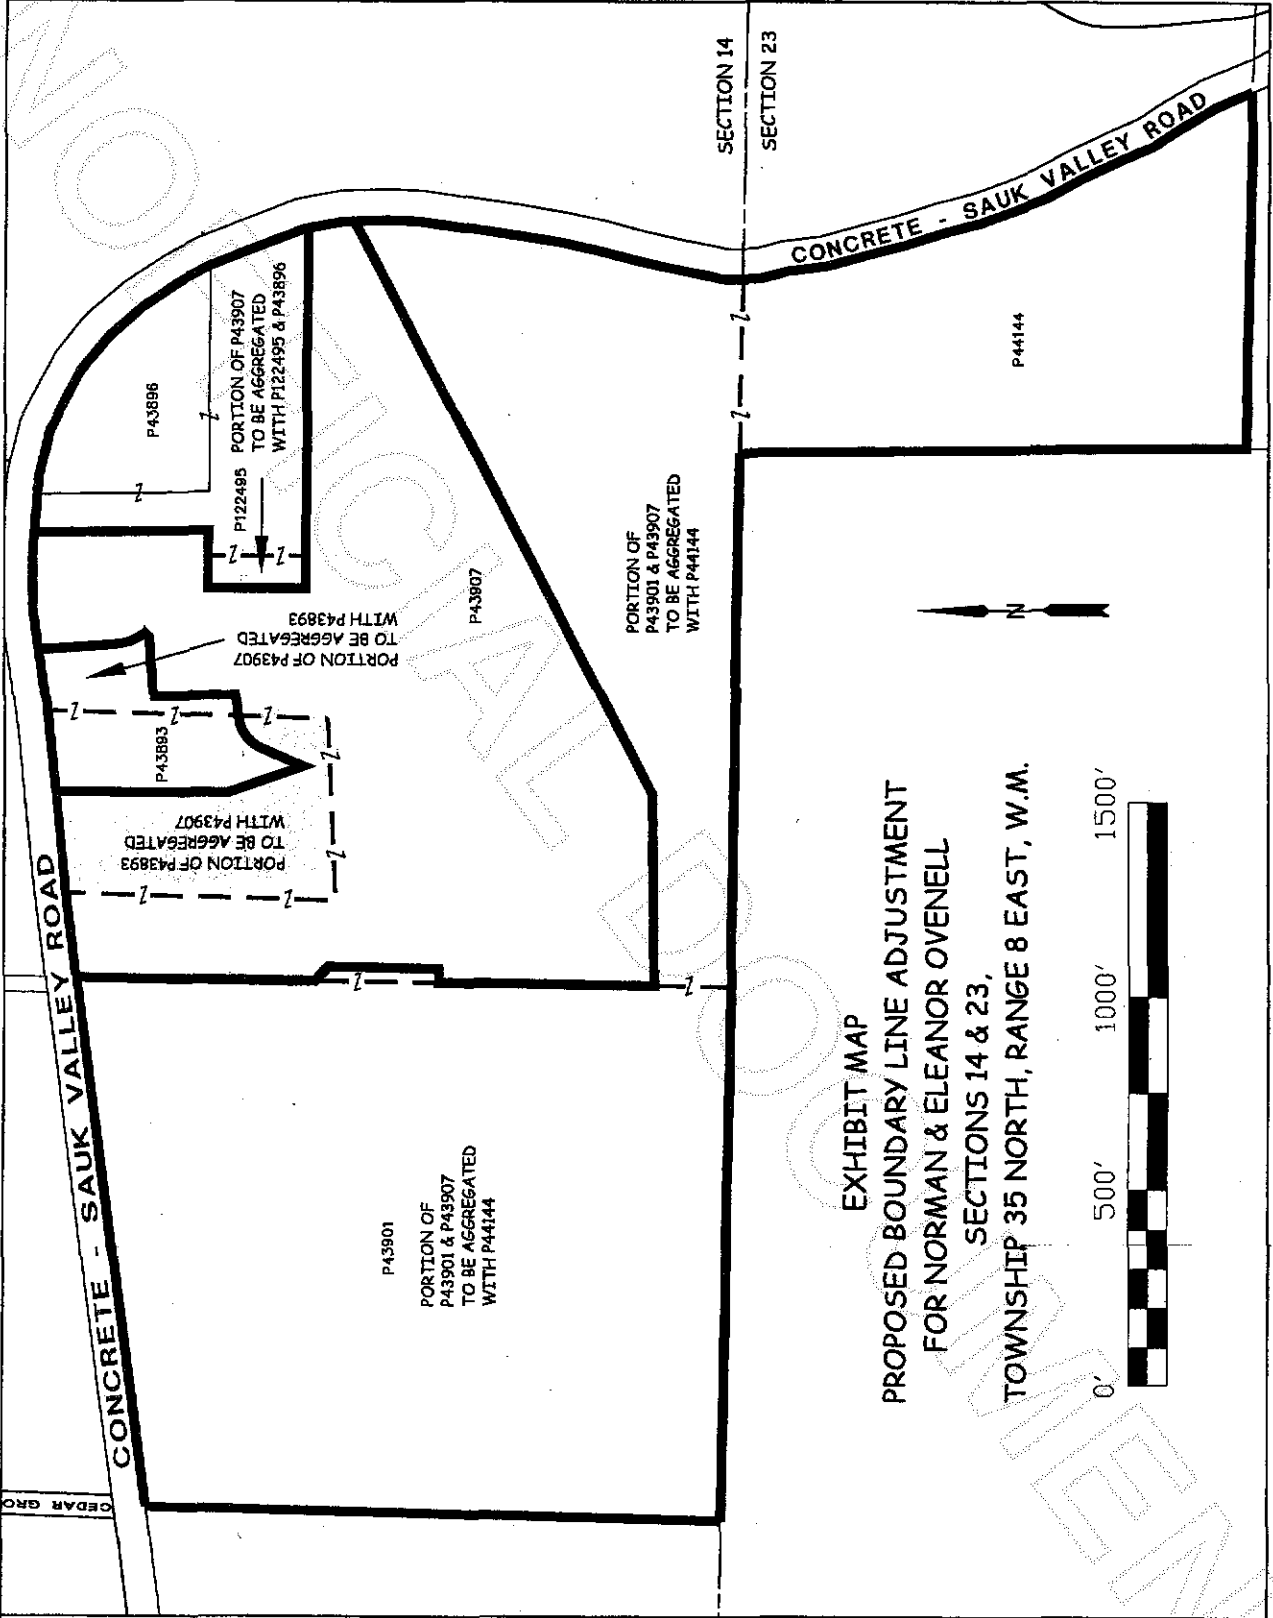 CEDAR GRO
CONCRETE - SAUK VALLEY ROAD
P43893
PORTION OF P43893
TO BE AGGREGATED
WITH P43907
PORTION OF P43907
TO BE AGGREGATED
WITH P43893
P43896
P122495
PORTION OF P43907
TO BE AGGREGATED
WITH P122495 & P43896
P43901
PORTION OF
P43901 & P43907
TO BE AGGREGATED
WITH P44144
P43907
PORTION OF
P43901 & P43907
TO BE AGGREGATED
WITH P44144
SECTION 14
SECTION 23
CONCRETE - SAUK VALLEY ROAD
P44144
N
EXHIBIT MAP
PROPOSED BOUNDARY LINE ADJUSTMENT
FOR NORMAN & ELEANOR OVENELL
SECTIONS 14 & 23,
TOWNSHIP 35 NORTH, RANGE 8 EAST, W.M.
0' 500' 1000' 1500'
UNOFFICIAL DOCUMEN